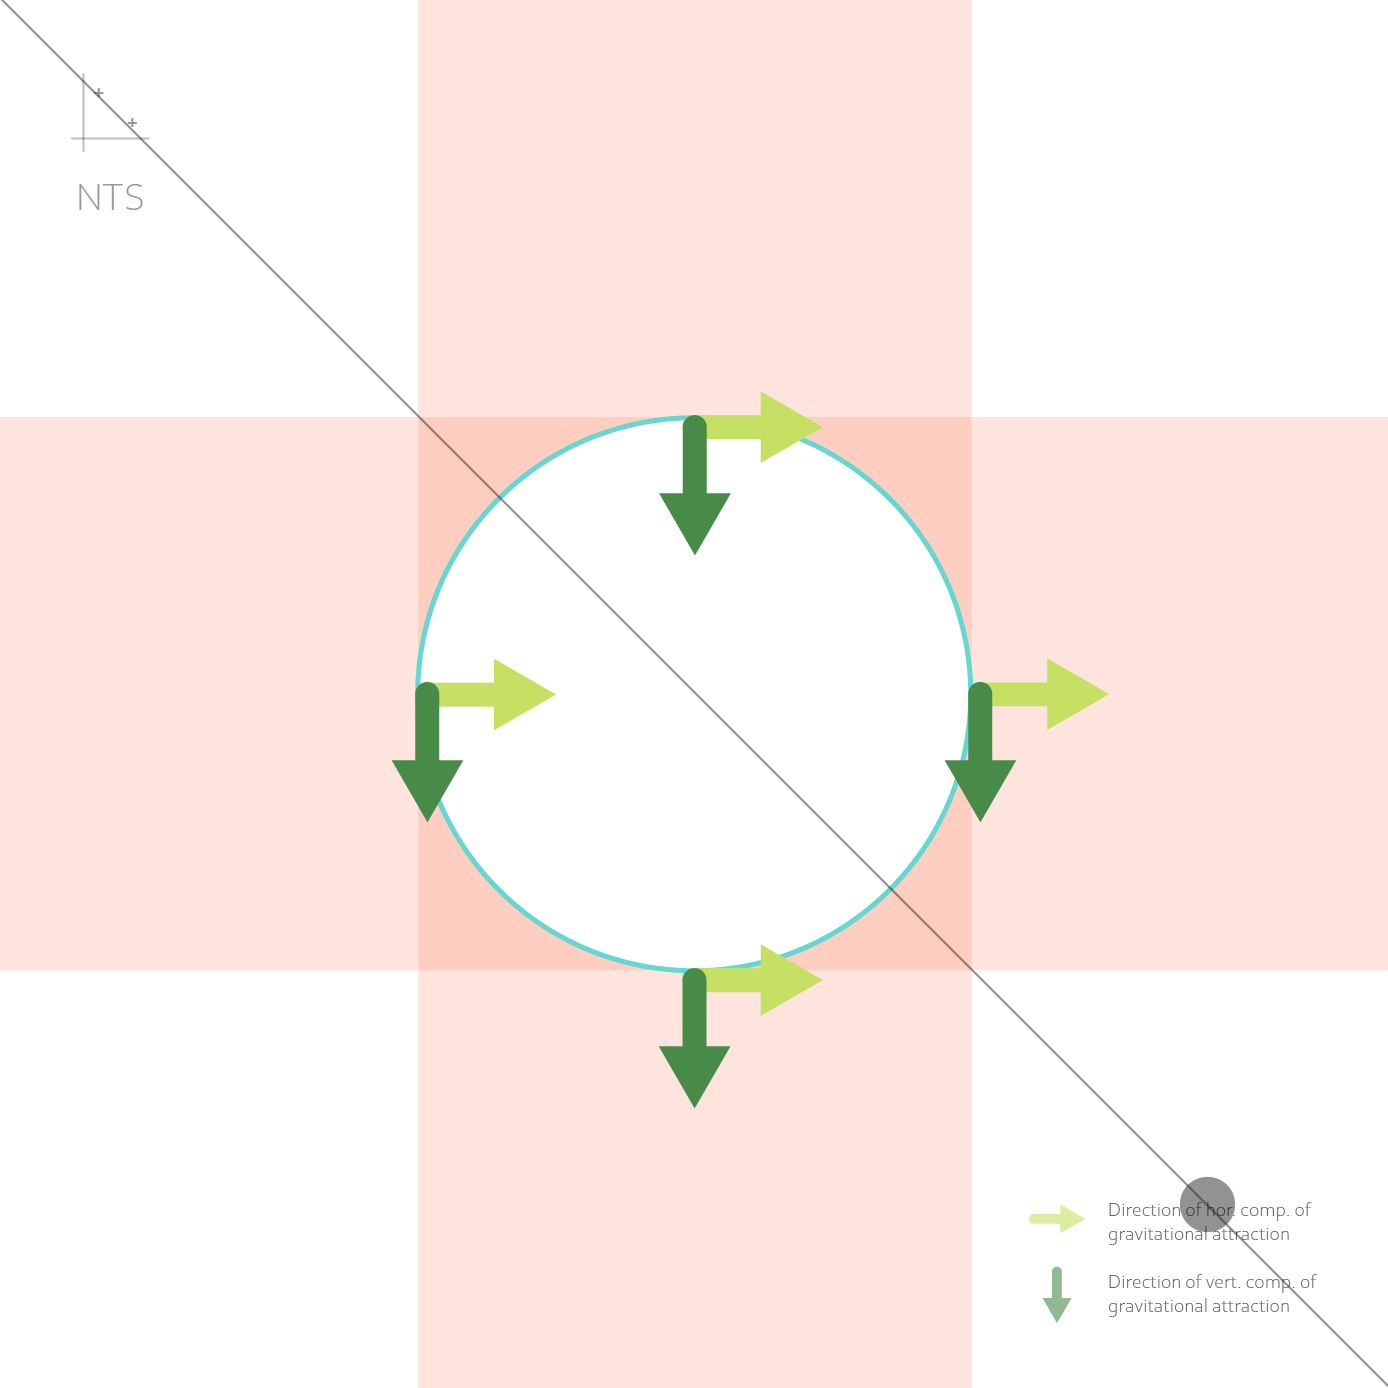 NTS
Direction of hor. comp. of
gravitational attraction
Direction of vert. comp. of
gravitational attraction